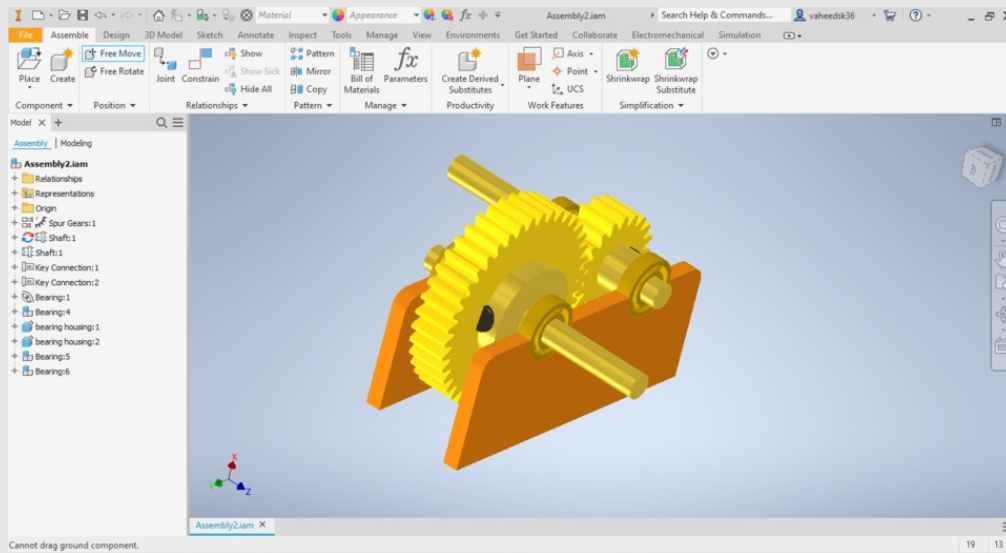 Material
Appearance
fx
Assembly2.iam
Search Help & Commands...
vaheedsk36
File Assemble Design 3D Model Sketch Annotate Inspect Tools Manage View Environments Get Started Collaborate Electromechanical Simulation
Place
Create
Free Move
Free Rotate
Joint
Constrain
Show
Show Sick
Hide All
Pattern
Mirror
Copy
Bill of
Materials
fx
Parameters
Create Derived
Substitutes
Plane
Axis
Point
UCS
Shrinkwrap
Shrinkwrap
Substitute
Component Position Relationships Pattern Manage Productivity Work Features Simplification
Model
Assembly | Modeling
Assembly2.iam
Relationships
Representations
Origin
Spur Gears:1
Shaft:1
Shaft:1
Key Connection:1
Key Connection:2
Bearing:1
Bearing:4
bearing housing:1
bearing housing:2
Bearing:5
Bearing:6
X
Y
Z
Assembly2.iam
Cannot drag ground component.
19 13